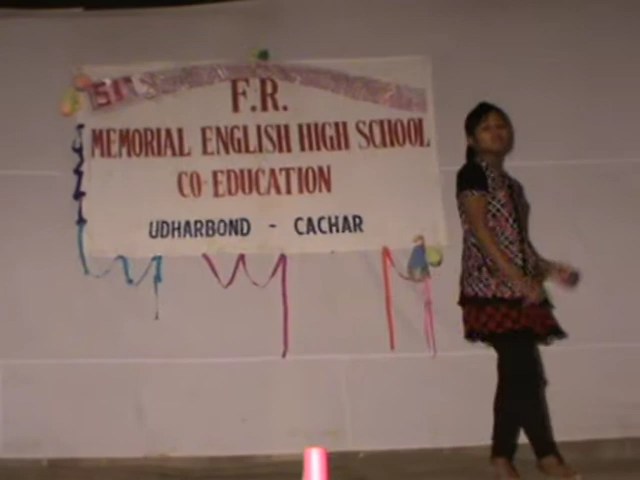 F.R.
MEMORIAL ENGLISH HIGH SCHOOL
CO-EDUCATION
UDHARBOND - CACHAR